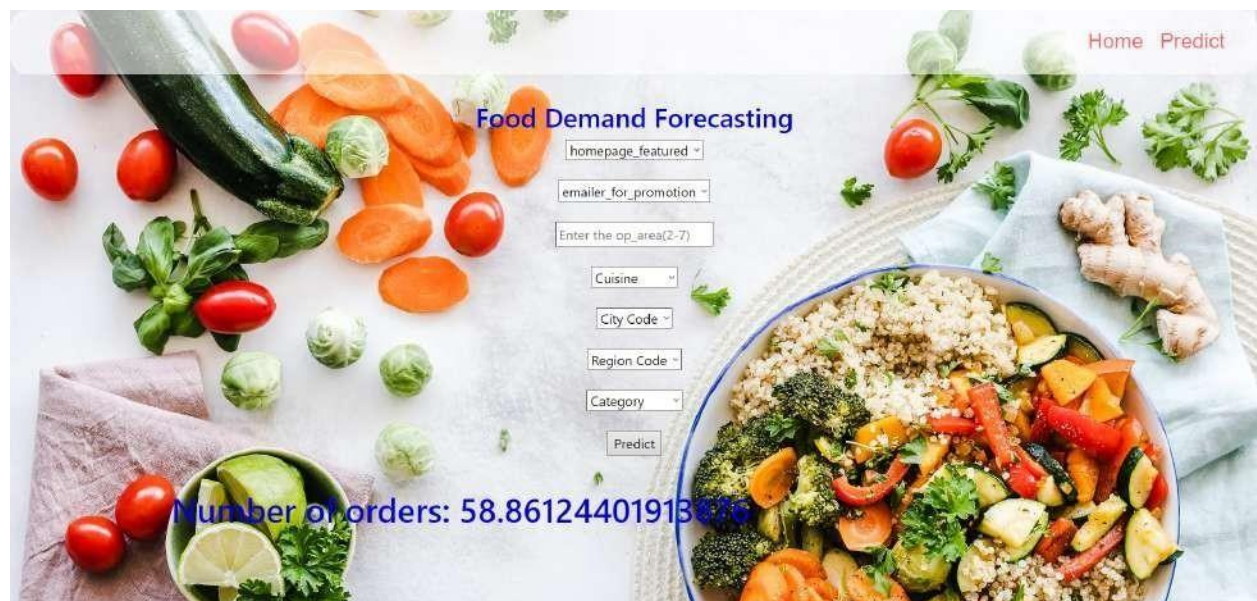 Home Predict
Food Demand Forecasting
homepage_featured
emailer_for_promotion
Enter the op_area(2-7)
Cuisine
City Code
Region Code
Category
Predict
Number of orders: 58.86124401913876